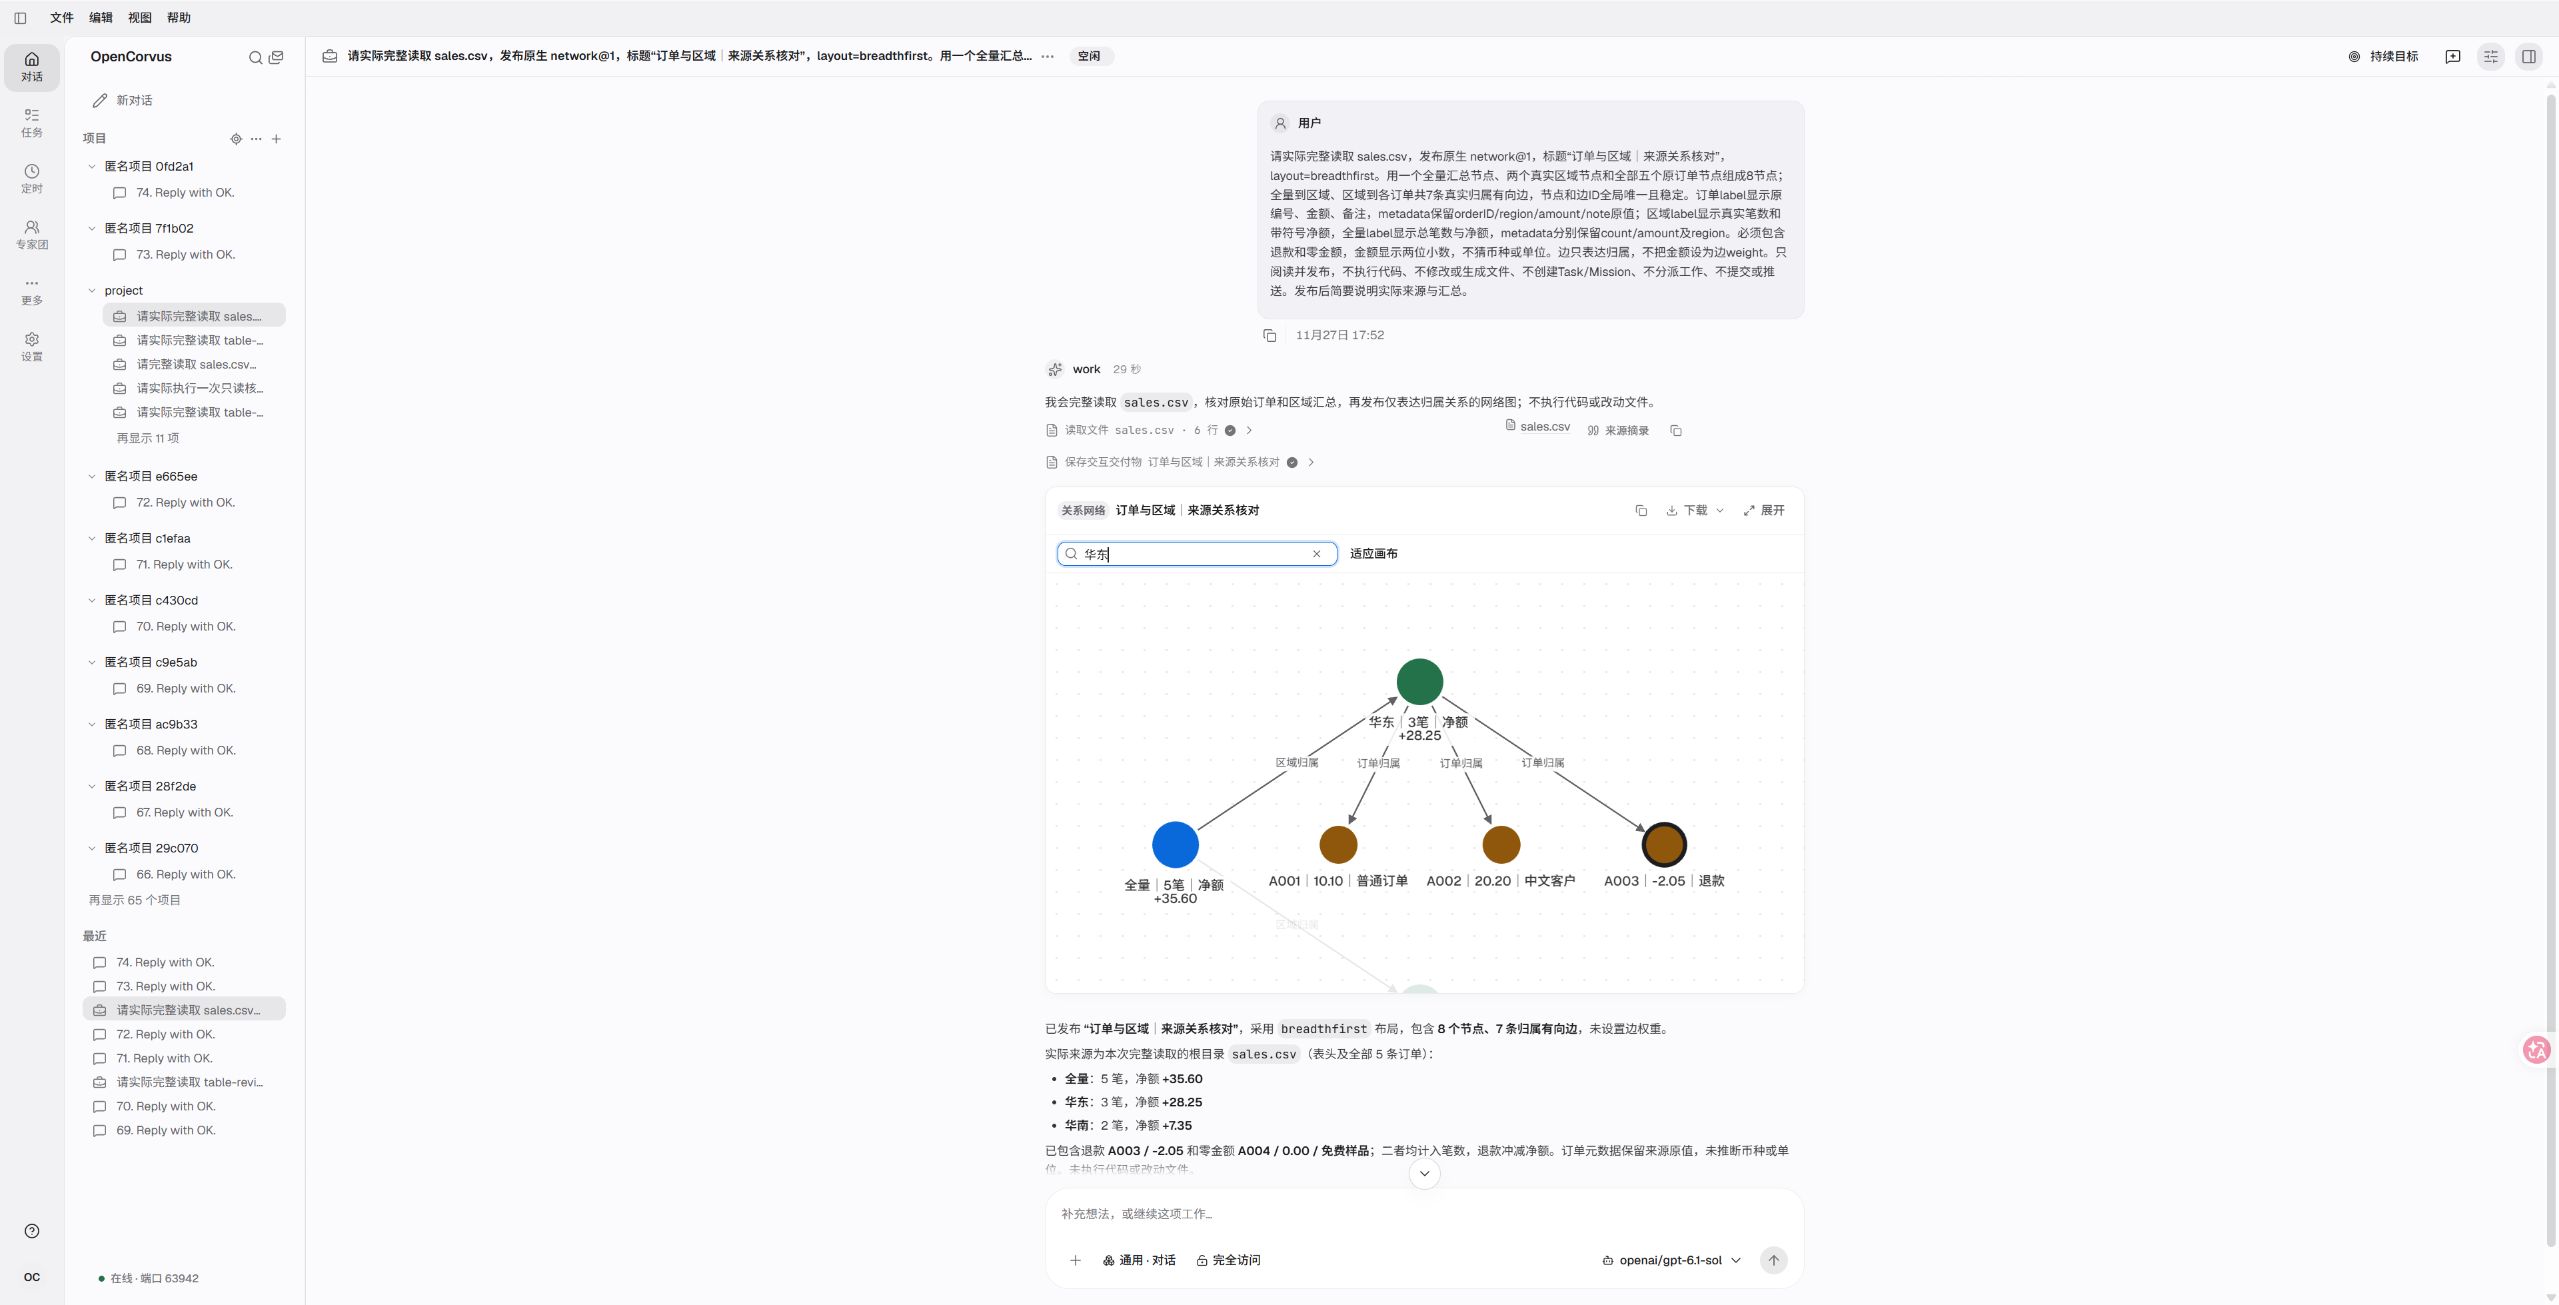 文件 编辑 视图 帮助
对话
任务
定时
专家团
更多
设置
OC
OpenCorvus
新对话
项目
匿名项目 0fd2a1
74. Reply with OK.
匿名项目 7f1b02
73. Reply with OK.
project
请实际完整读取 sales....
请实际完整读取 table-...
请完整读取 sales.csv...
请实际执行一次只读核...
请实际完整读取 table-...
再显示 11 项
匿名项目 e665ee
72. Reply with OK.
匿名项目 c1efaa
71. Reply with OK.
匿名项目 c430cd
70. Reply with OK.
匿名项目 c9e5ab
69. Reply with OK.
匿名项目 ac9b33
68. Reply with OK.
匿名项目 28f2de
67. Reply with OK.
匿名项目 29c070
66. Reply with OK.
再显示 65 个项目
最近
74. Reply with OK.
73. Reply with OK.
请实际完整读取 sales.csv...
72. Reply with OK.
71. Reply with OK.
请实际完整读取 table-revi...
70. Reply with OK.
69. Reply with OK.
在线 · 端口 63942
请实际完整读取 sales.csv，发布原生 network@1，标题“订单与区域｜来源关系核对”，layout=breadthfirst。用一个全量汇总... ··· 空闲
持续目标
用户
请实际完整读取 sales.csv，发布原生 network@1，标题“订单与区域｜来源关系核对”，
layout=breadthfirst。用一个全量汇总节点、两个真实区域节点和全部五个原订单节点组成8节点；
全量到区域、区域到各订单共7条真实归属有向边，节点和边ID全局唯一且稳定。订单label显示原
编号、金额、备注，metadata保留orderID/region/amount/note原值；区域label显示真实笔数和
带符号净额，全量label显示总笔数与净额，metadata分别保留count/amount及region。必须包含
退款和零金额，金额显示两位小数，不猜币种或单位。边只表达归属，不把金额设为边weight。只
阅读并发布，不执行代码、不修改或生成文件、不创建Task/Mission、不分派工作、不提交或推
送。发布后简要说明实际来源与汇总。
11月27日 17:52
work 29 秒
我会完整读取 sales.csv，核对原始订单和区域汇总，再发布仅表达归属关系的网络图；不执行代码或改动文件。
读取文件 sales.csv · 6 行
sales.csv 来源摘录
保存交互交付物 订单与区域｜来源关系核对
关系网络 订单与区域｜来源关系核对 下载 展开
华东 适应画布
华东｜3笔｜净额
+28.25
区域归属 订单归属 订单归属 订单归属
全量｜5笔｜净额
+35.60
A001｜10.10｜普通订单 A002｜20.20｜中文客户 A003｜-2.05｜退款
区域归属
已发布 “订单与区域｜来源关系核对”，采用 breadthfirst 布局，包含 8 个节点、7 条归属有向边，未设置边权重。
实际来源为本次完整读取的根目录 sales.csv （表头及全部 5 条订单）：
• 全量：5 笔，净额 +35.60
• 华东：3 笔，净额 +28.25
• 华南：2 笔，净额 +7.35
已包含退款 A003 / -2.05 和零金额 A004 / 0.00 / 免费样品；二者均计入笔数，退款冲减净额。订单元数据保留来源原值，未推断币种或单
位。未执行代码或改动文件。
补充想法，或继续这项工作...
通用 · 对话 完全访问 openai/gpt-6.1-sol